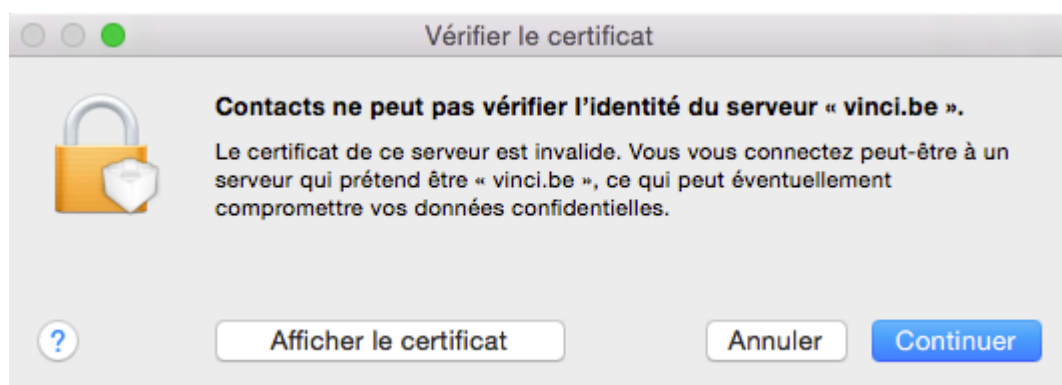 Vérifier le certificat
Contacts ne peut pas vérifier l’identité du serveur « vinci.be ».
Le certificat de ce serveur est invalide. Vous vous connectez peut-être à un
serveur qui prétend être « vinci.be », ce qui peut éventuellement
compromettre vos données confidentielles.
? Afficher le certificat Annuler Continuer